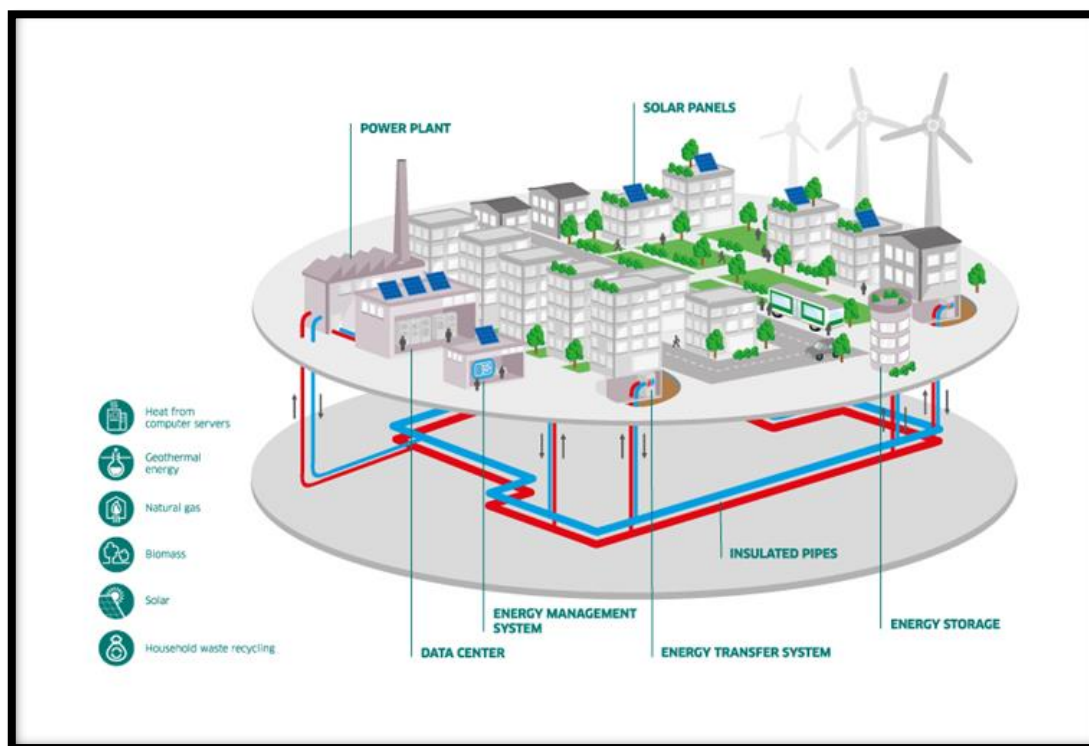 SOLAR PANELS
POWER PLANT
Heat from
computer servers
Geothermal
energy
Natural gas
Biomass
Solar
Household waste recycling
INSULATED PIPES
ENERGY MANAGEMENT
SYSTEM
ENERGY STORAGE
DATA CENTER
ENERGY TRANSFER SYSTEM